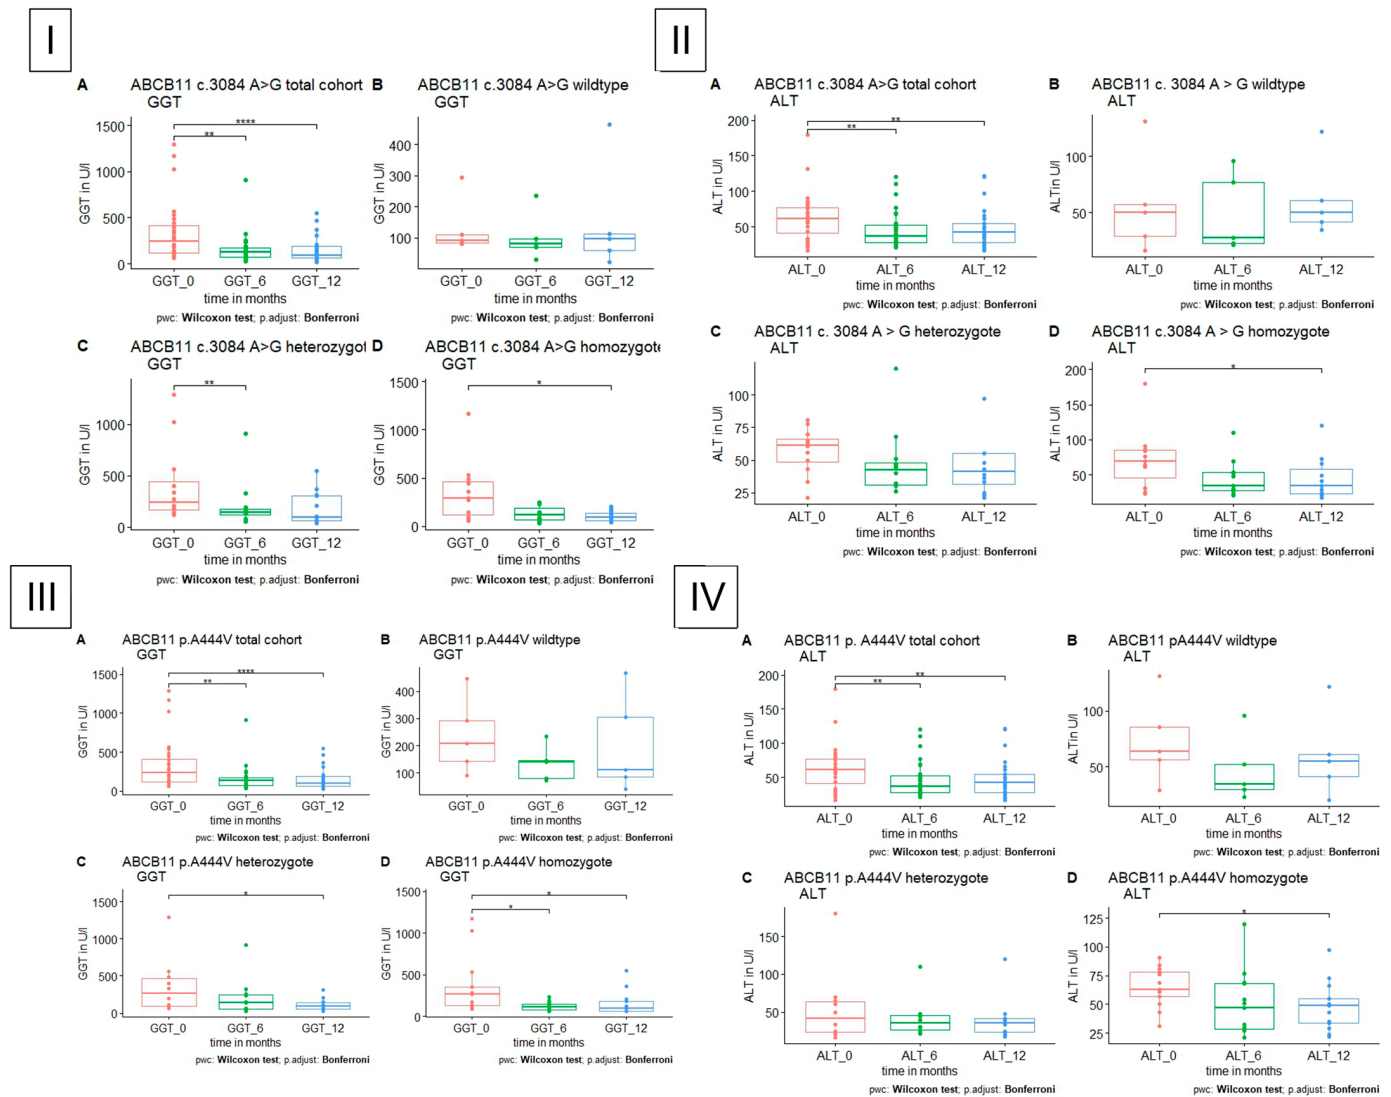 I
A ABCB11 c.3084 A>G total cohort
GGT
****
**
1500
1000
500
0
GGT in U/l
GGT_0 GGT_6 GGT_12
time in months
pwc: Wilcoxon test; p.adjust: Bonferroni
B ABCB11 c.3084 A>G wildtype
GGT
400
300
200
100
GGT in U/l
GGT_0 GGT_6 GGT_12
time in months
pwc: Wilcoxon test; p.adjust: Bonferroni
C ABCB11 c.3084 A>G heterozygot
GGT
**
1000
500
0
GGT in U/l
GGT_0 GGT_6 GGT_12
time in months
pwc: Wilcoxon test; p.adjust: Bonferroni
D ABCB11 c.3084 A>G homozygote
GGT
*
1500
1000
500
0
GGT in U/l
GGT_0 GGT_6 GGT_12
time in months
pwc: Wilcoxon test; p.adjust: Bonferroni
II
A ABCB11 c.3084 A>G total cohort
ALT
**
**
200
150
100
50
ALT in U/l
ALT_0 ALT_6 ALT_12
time in months
pwc: Wilcoxon test; p.adjust: Bonferroni
B ABCB11 c. 3084 A > G wildtype
ALT
100
50
ALTin U/l
ALT_0 ALT_6 ALT_12
time in months
pwc: Wilcoxon test; p.adjust: Bonferroni
C ABCB11 c. 3084 A > G heterozygote
ALT
100
75
50
25
ALT in U/l
ALT_0 ALT_6 ALT_12
time in months
pwc: Wilcoxon test; p.adjust: Bonferroni
D ABCB11 c. 3084 A > G homozygote
ALT
*
200
150
100
50
ALT in U/l
ALT_0 ALT_6 ALT_12
time in months
pwc: Wilcoxon test; p.adjust: Bonferroni
III
A ABCB11 p.A444V total cohort
GGT
****
**
1500
1000
500
0
GGT in U/l
GGT_0 GGT_6 GGT_12
time in months
pwc: Wilcoxon test; p.adjust: Bonferroni
B ABCB11 p.A444V wildtype
GGT
400
300
200
100
GGT in U/l
GGT_0 GGT_6 GGT_12
time in months
pwc: Wilcoxon test; p.adjust: Bonferroni
C ABCB11 p.A444V heterozygote
GGT
*
1500
1000
500
0
GGT in U/l
GGT_0 GGT_6 GGT_12
time in months
pwc: Wilcoxon test; p.adjust: Bonferroni
D ABCB11 p.A444V homozygote
GGT
*
*
1500
1000
500
0
GGT in U/l
GGT_0 GGT_6 GGT_12
time in months
pwc: Wilcoxon test; p.adjust: Bonferroni
IV
A ABCB11 p. A444V total cohort
ALT
**
**
200
150
100
50
ALT in U/l
ALT_0 ALT_6 ALT_12
time in months
pwc: Wilcoxon test; p.adjust: Bonferroni
B ABCB11 pA444V wildtype
ALT
100
50
ALTin U/l
ALT_0 ALT_6 ALT_12
time in months
pwc: Wilcoxon test; p.adjust: Bonferroni
C ABCB11 p.A444V heterozygote
ALT
150
100
50
ALT in U/l
ALT_0 ALT_6 ALT_12
time in months
pwc: Wilcoxon test; p.adjust: Bonferroni
D ABCB11 p.A444V homozygote
ALT
*
125
100
75
50
25
ALT in U/l
ALT_0 ALT_6 ALT_12
time in months
pwc: Wilcoxon test; p.adjust: Bonferroni